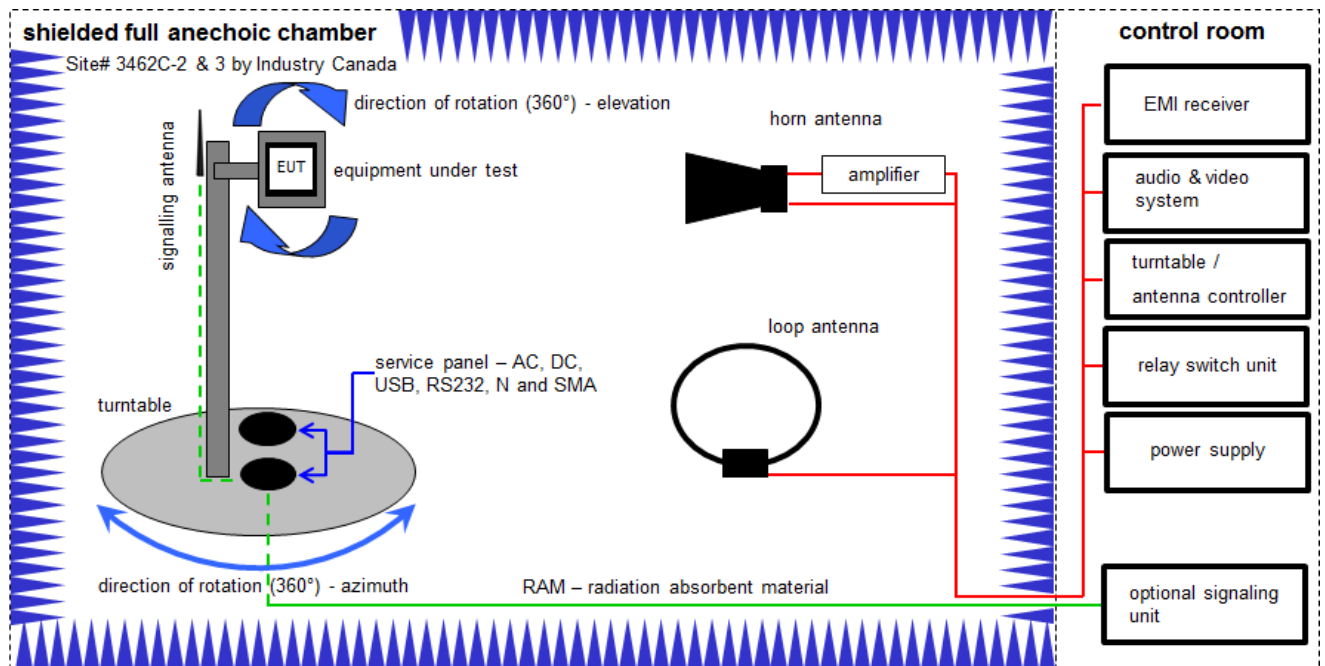 shielded full anechoic chamber
Site# 3462C-2 & 3 by Industry Canada
direction of rotation (360°) - elevation
signalling antenna
EUT
equipment under test
horn antenna
amplifier
loop antenna
service panel – AC, DC,
USB, RS232, N and SMA
turntable
direction of rotation (360°) - azimuth
RAM – radiation absorbent material
control room
EMI receiver
audio & video
system
turntable /
antenna controller
relay switch unit
power supply
optional signaling
unit